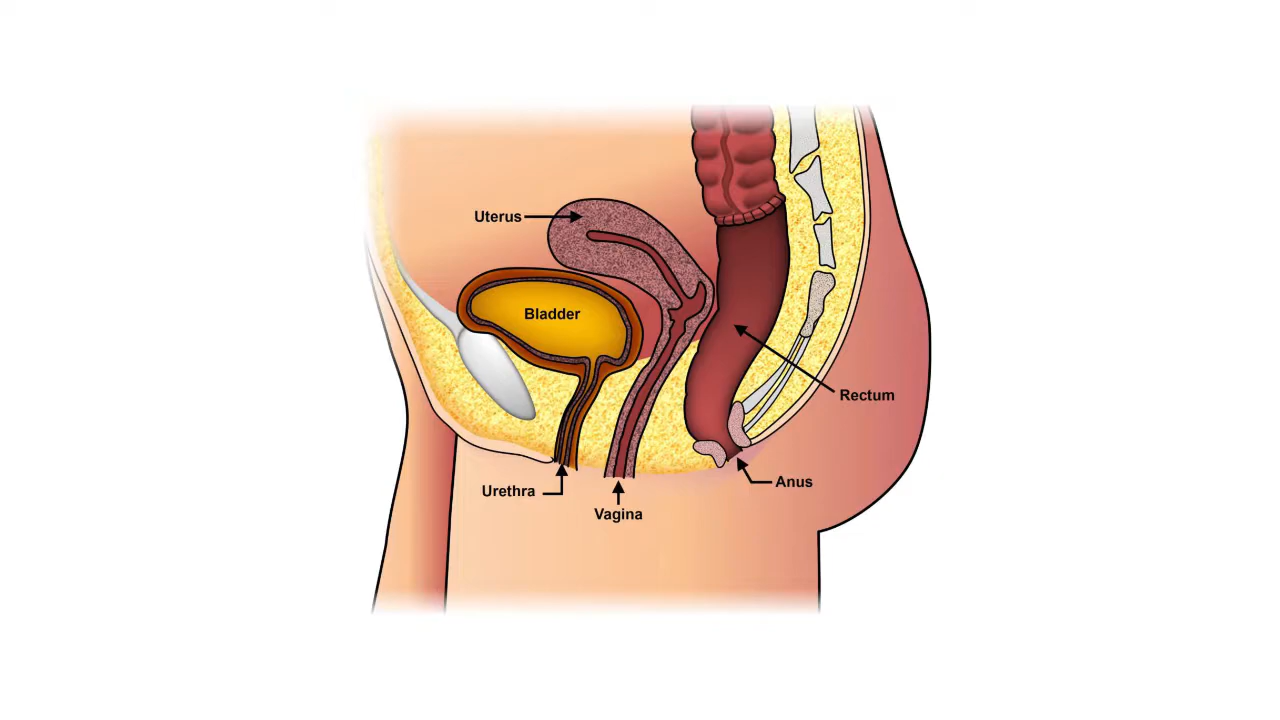 Uterus
Bladder
Rectum
Urethra
Anus
Vagina